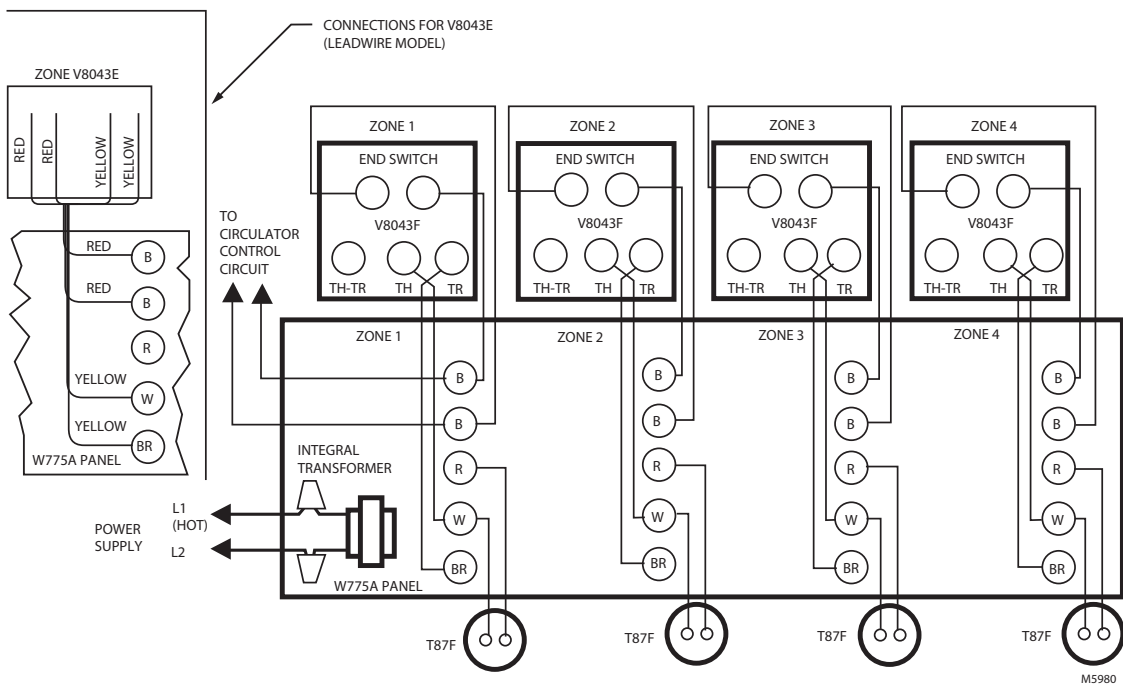 CONNECTIONS FOR V8043E
(LEADWIRE MODEL)
ZONE V8043E
RED
RED
YELLOW
YELLOW
RED
B
RED
B
R
YELLOW
W
YELLOW
BR
W775A PANEL
TO
CIRCULATOR
CONTROL
CIRCUIT
ZONE 1
END SWITCH
V8043F
TH-TR
TH
TR
ZONE 2
END SWITCH
V8043F
TH-TR
TH
TR
ZONE 3
END SWITCH
V8043F
TH-TR
TH
TR
ZONE 4
END SWITCH
V8043F
TH-TR
TH
TR
ZONE 1
B
B
R
W
BR
ZONE 2
B
B
R
W
BR
ZONE 3
B
B
R
W
BR
ZONE 4
B
B
R
W
BR
INTEGRAL
TRANSFORMER
L1
(HOT)
POWER
SUPPLY
L2
W775A PANEL
T87F
T87F
T87F
T87F
M5980